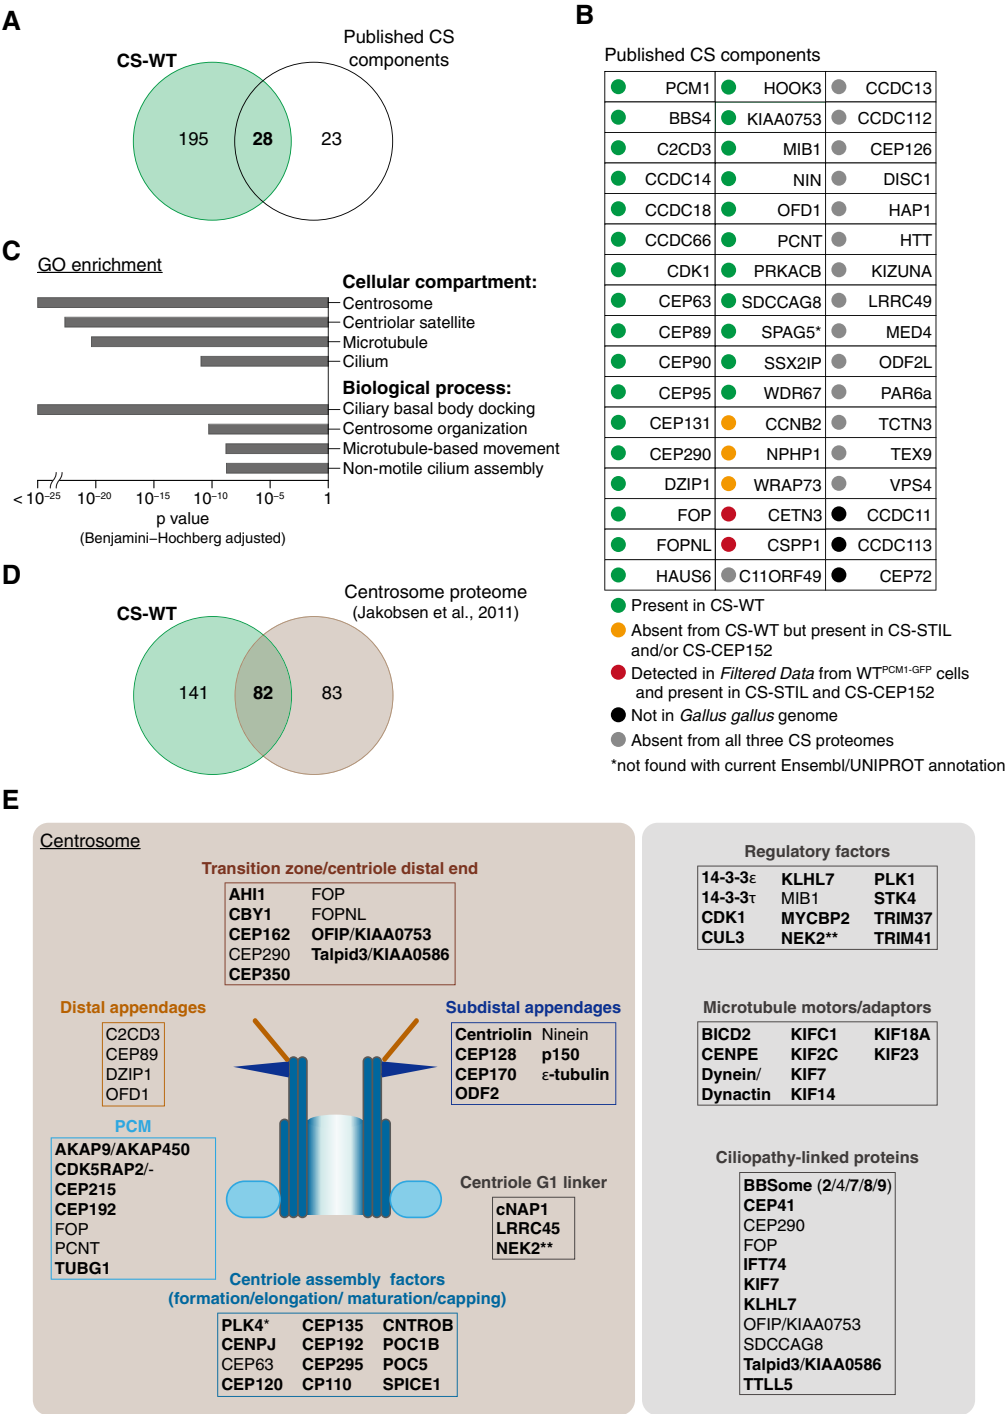 A
CS-WT
Published CS
components
195
28
23
B
Published CS components
PCM1 HOOK3 CCDC13
BBS4 KIAA0753 CCDC112
C2CD3 MIB1 CEP126
CCDC14 NIN DISC1
CCDC18 OFD1 HAP1
CCDC66 PCNT HTT
CDK1 PRKACB KIZUNA
CEP63 SDCCAG8 LRRC49
CEP89 SPAG5* MED4
CEP90 SSX2IP ODF2L
CEP95 WDR67 PAR6a
CEP131 CCNB2 TCTN3
CEP290 NPHP1 TEX9
DZIP1 WRAP73 VPS4
FOP CETN3 CCDC11
FOPNL CSPP1 CCDC113
HAUS6 C11ORF49 CEP72
Present in CS-WT
Absent from CS-WT but present in CS-STIL
and/or CS-CEP152
Detected in Filtered Data from WTPCM1-GFP cells
and present in CS-STIL and CS-CEP152
Not in Gallus gallus genome
Absent from all three CS proteomes
*not found with current Ensembl/UNIPROT annotation
C
GO enrichment
Cellular compartment:
Centrosome
Centriolar satellite
Microtubule
Cilium
Biological process:
Ciliary basal body docking
Centrosome organization
Microtubule-based movement
Non-motile cilium assembly
< 10−25 10−20 10−15 10−10 10−5 1
p value
(Benjamini−Hochberg adjusted)
D
CS-WT
Centrosome proteome
(Jakobsen et al., 2011)
141
82
83
E
Centrosome
Transition zone/centriole distal end
AHI1 FOP
CBY1 FOPNL
CEP162 OFIP/KIAA0753
CEP290 Talpid3/KIAA0586
CEP350
Distal appendages
C2CD3
CEP89
DZIP1
OFD1
Subdistal appendages
Centriolin Ninein
CEP128 p150
CEP170 ε-tubulin
ODF2
PCM
AKAP9/AKAP450
CDK5RAP2/-
CEP215
CEP192
FOP
PCNT
TUBG1
Centriole G1 linker
cNAP1
LRRC45
NEK2**
Centriole assembly factors
(formation/elongation/ maturation/capping)
PLK4* CEP135 CNTROB
CENPJ CEP192 POC1B
CEP63 CEP295 POC5
CEP120 CP110 SPICE1
Regulatory factors
14-3-3ε KLHL7 PLK1
14-3-3τ MIB1 STK4
CDK1 MYCBP2 TRIM37
CUL3 NEK2** TRIM41
Microtubule motors/adaptors
BICD2 KIFC1 KIF18A
CENPE KIF2C KIF23
Dynein/ KIF7
Dynactin KIF14
Ciliopathy-linked proteins
BBSome (2/4/7/8/9)
CEP41
CEP290
FOP
IFT74
KIF7
KLHL7
OFIP/KIAA0753
SDCCAG8
Talpid3/KIAA0586
TTLL5